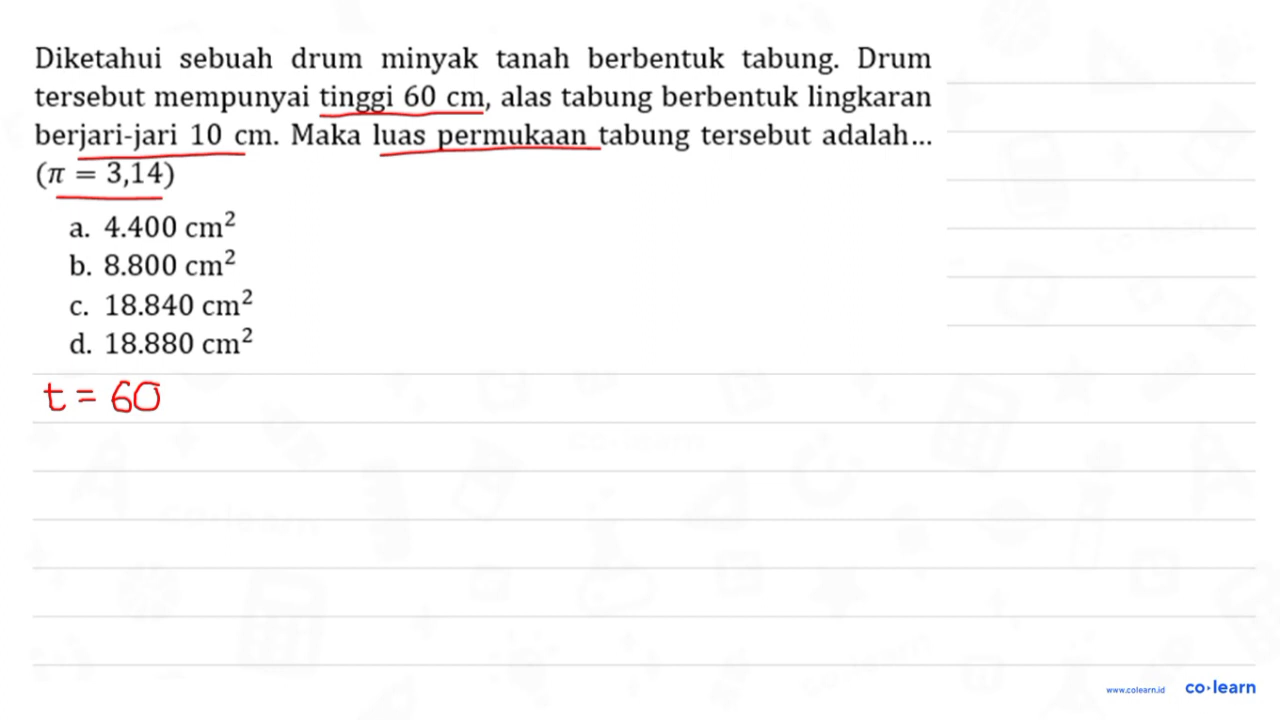 Diketahui sebuah drum minyak tanah berbentuk tabung. Drum
tersebut mempunyai tinggi 60 cm, alas tabung berbentuk lingkaran
berjari-jari 10 cm. Maka luas permukaan tabung tersebut adalah...
(π = 3,14)
a. 4.400 cm²
b. 8.800 cm²
c. 18.840 cm²
d. 18.880 cm²
t = 60
www.colearn.id co·learn